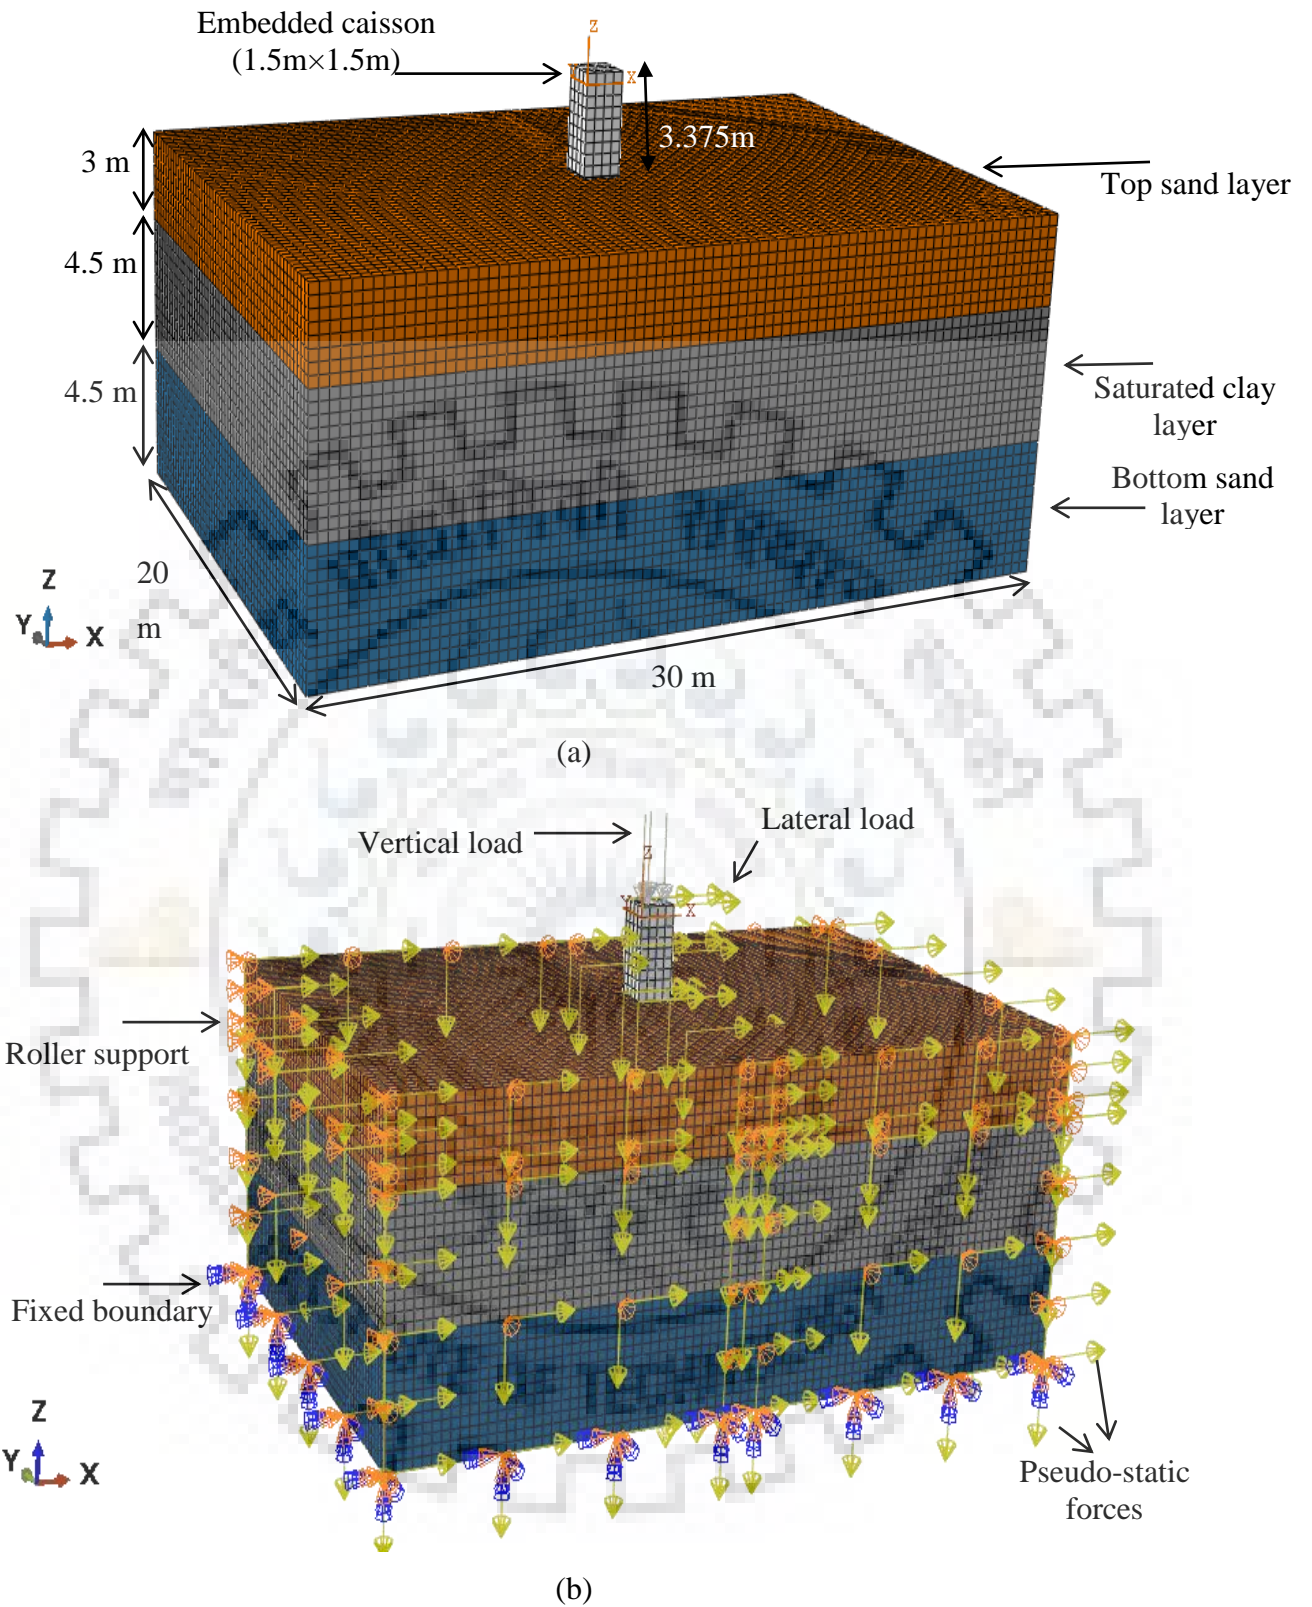 Embedded caisson
(1.5m×1.5m)
Z
X
3.375m
3 m
Top sand layer
4.5 m
4.5 m
Saturated clay
layer
Bottom sand
layer
20
m
Z
Y
X
30 m
(a)
Vertical load
Lateral load
Z
Y
X
Roller support
Fixed boundary
Z
Y
X
Pseudo-static
forces
(b)